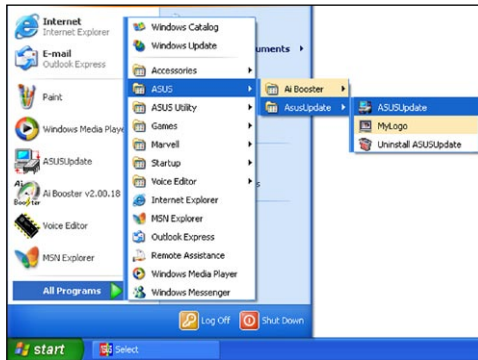 Internet
Internet Explorer
E-mail
Outlook Express
Paint
Windows Media Playe
ASUSUpdate
Ai Booster v2.00.18
Voice Editor
MSN Explorer
All Programs
Windows Catalog
Windows Update
Accessories
ASUS
ASUS Utility
Games
Marvell
Startup
Voice Editor
Internet Explorer
MSN Explorer
Outlook Express
Remote Assistance
Windows Media Player
Windows Messenger
uments
s
Ai Booster
AsusUpdate
ASUSUpdate
MyLogo
Uninstall ASUSUpdate
Log Off
Shut Down
start
Select